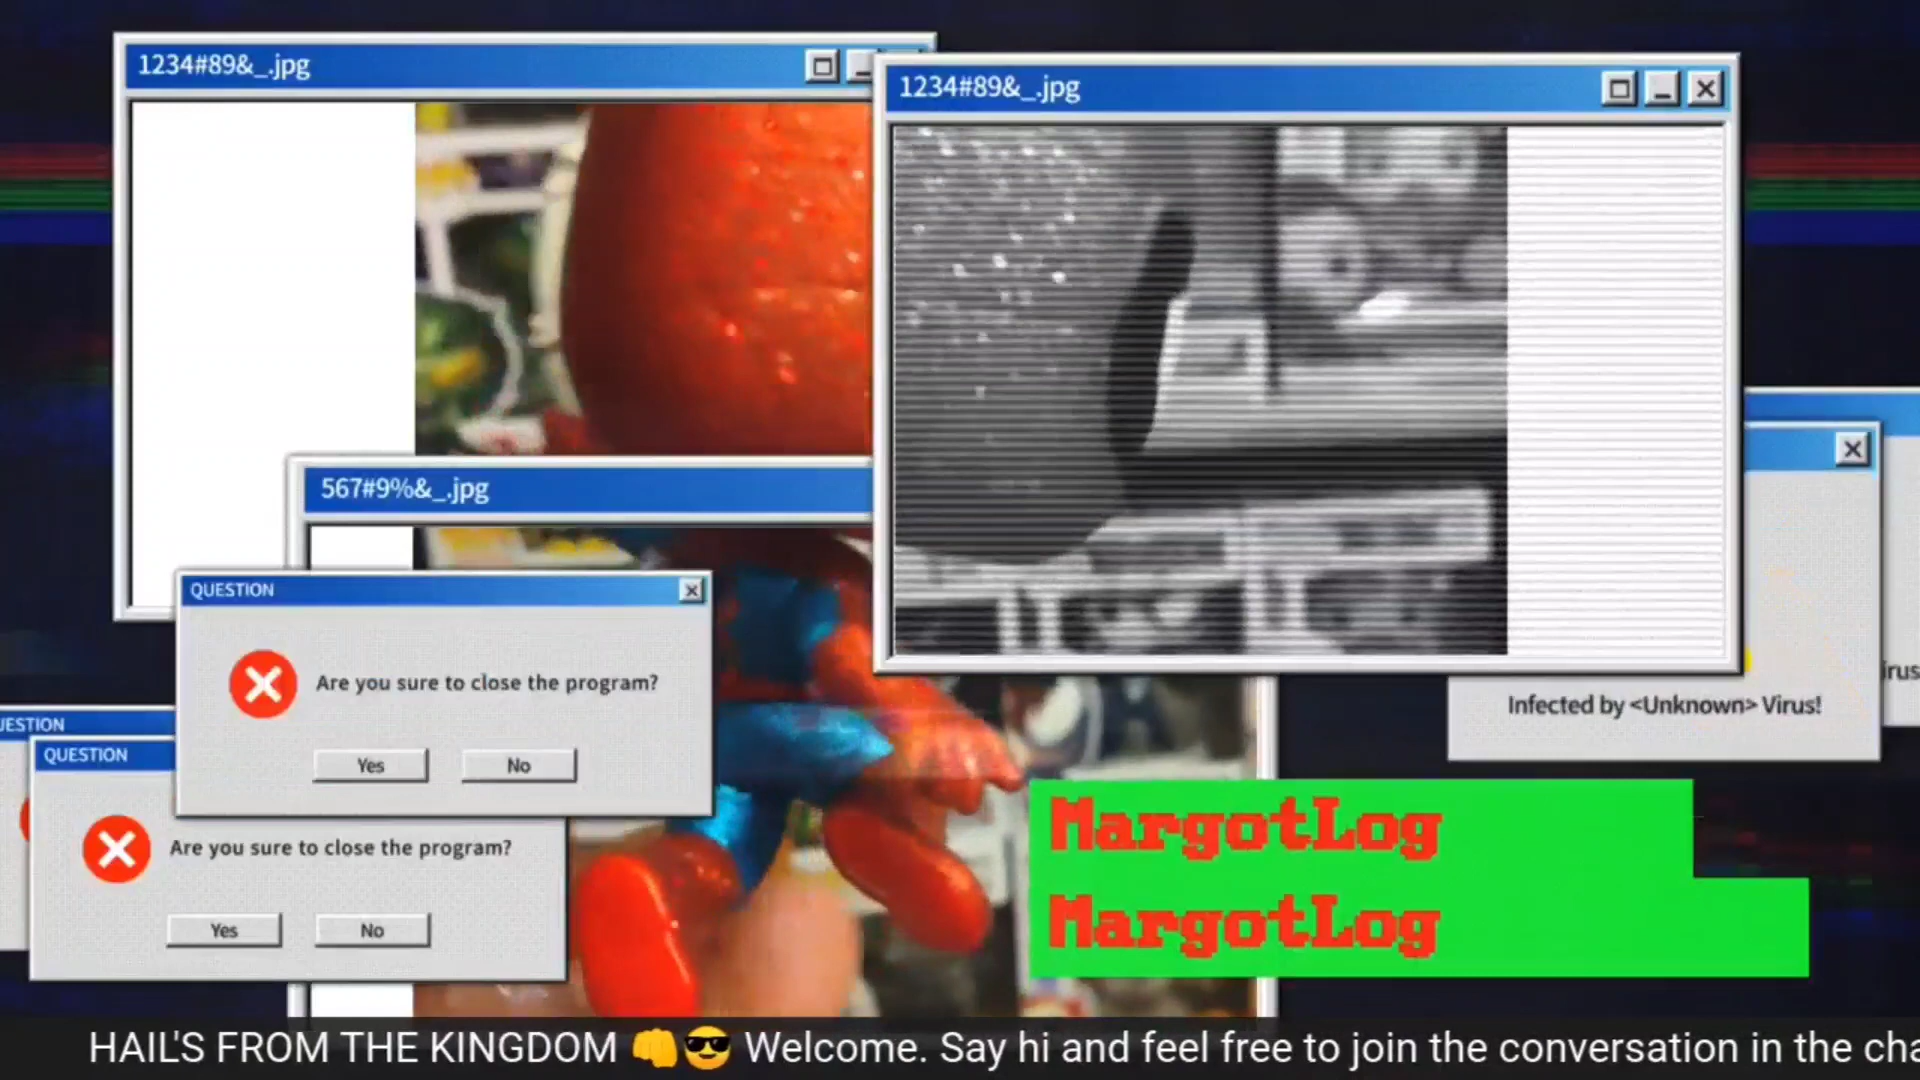 1234#89&_.jpg
1234#89&_.jpg
567#9%&_.jpg
QUESTION
Are you sure to close the program?
Yes No
UESTION
QUESTION
Are you sure to close the program?
Yes No
irus
Infected by <Unknown> Virus!
MargotLog
MargotLog
HAIL'S FROM THE KINGDOM 👊😎 Welcome. Say hi and feel free to join the conversation in the cha